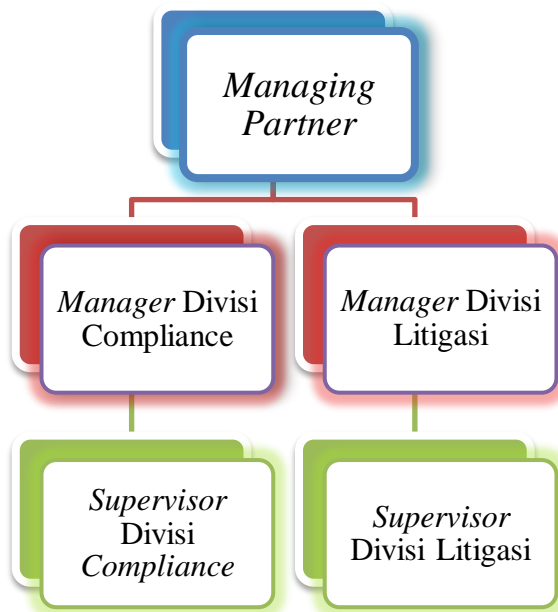 Managing
Partner
Manager Divisi
Compliance
Manager Divisi
Litigasi
Supervisor
Divisi
Compliance
Supervisor
Divisi Litigasi